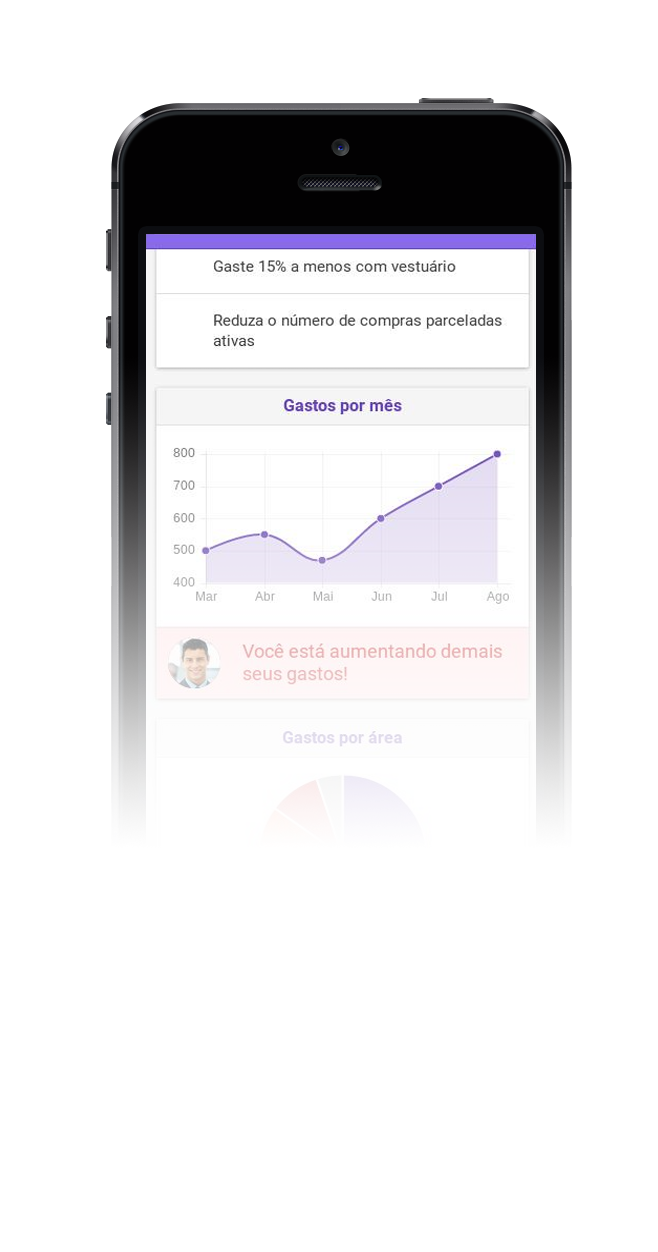 Gaste 15% a menos com vestuário
Reduza o número de compras parceladas
ativas
Gastos por mês
800
700
600
500
400
Mar Abr Mai Jun Jul Ago
Você está aumentando demais
seus gastos!
Gastos por área